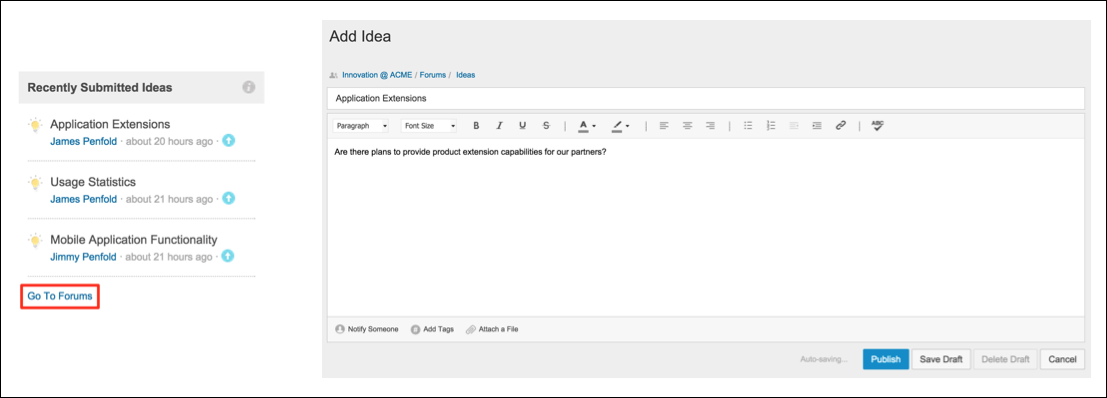 Recently Submitted Ideas
Application Extensions
James Penfold · about 20 hours ago ·
Usage Statistics
James Penfold · about 21 hours ago ·
Mobile Application Functionality
Jimmy Penfold · about 21 hours ago ·
Go To Forums
Add Idea
Innovation @ ACME / Forums / Ideas
Application Extensions
Paragraph Font Size B I U S A ABC
Are there plans to provide product extension capabilities for our partners?
Notify Someone # Add Tags Attach a File
Auto-saving... Publish Save Draft Delete Draft Cancel